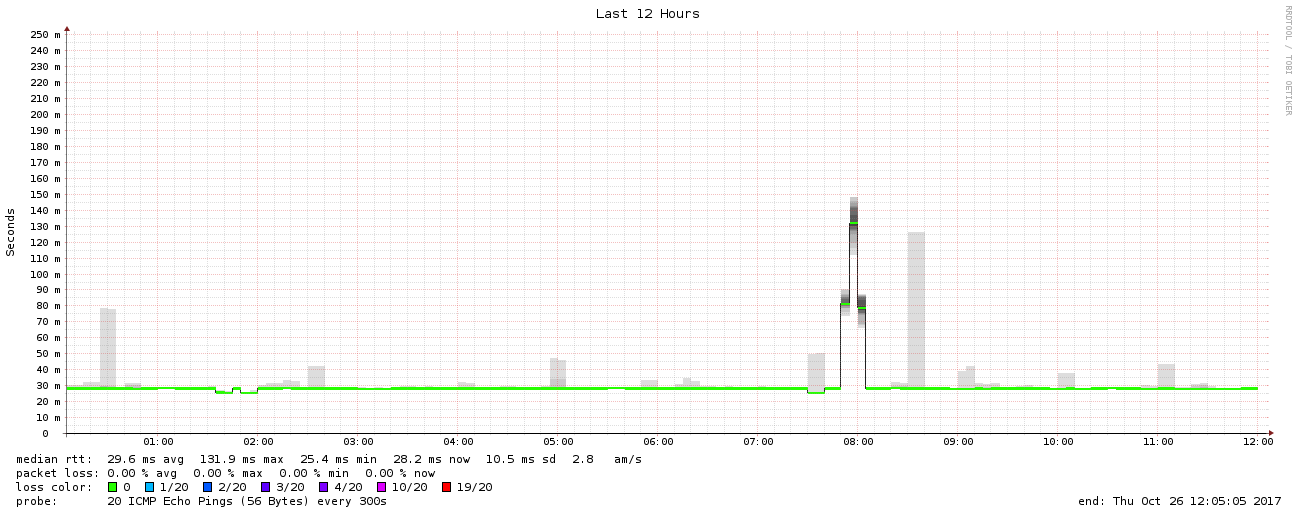 Last 12 Hours
RRDTOOL / TOBI OETIKER
Seconds
250 m
240 m
230 m
220 m
210 m
200 m
190 m
180 m
170 m
160 m
150 m
140 m
130 m
120 m
110 m
100 m
90 m
80 m
70 m
60 m
50 m
40 m
30 m
20 m
10 m
0
01:00 02:00 03:00 04:00 05:00 06:00 07:00 08:00 09:00 10:00 11:00 12:00
median rtt: 29.6 ms avg 131.9 ms max 25.4 ms min 28.2 ms now 10.5 ms sd 2.8 am/s
packet loss: 0.00 % avg 0.00 % max 0.00 % min 0.00 % now
loss color: 0 1/20 2/20 3/20 4/20 10/20 19/20
probe: 20 ICMP Echo Pings (56 Bytes) every 300s end: Thu Oct 26 12:05:05 2017